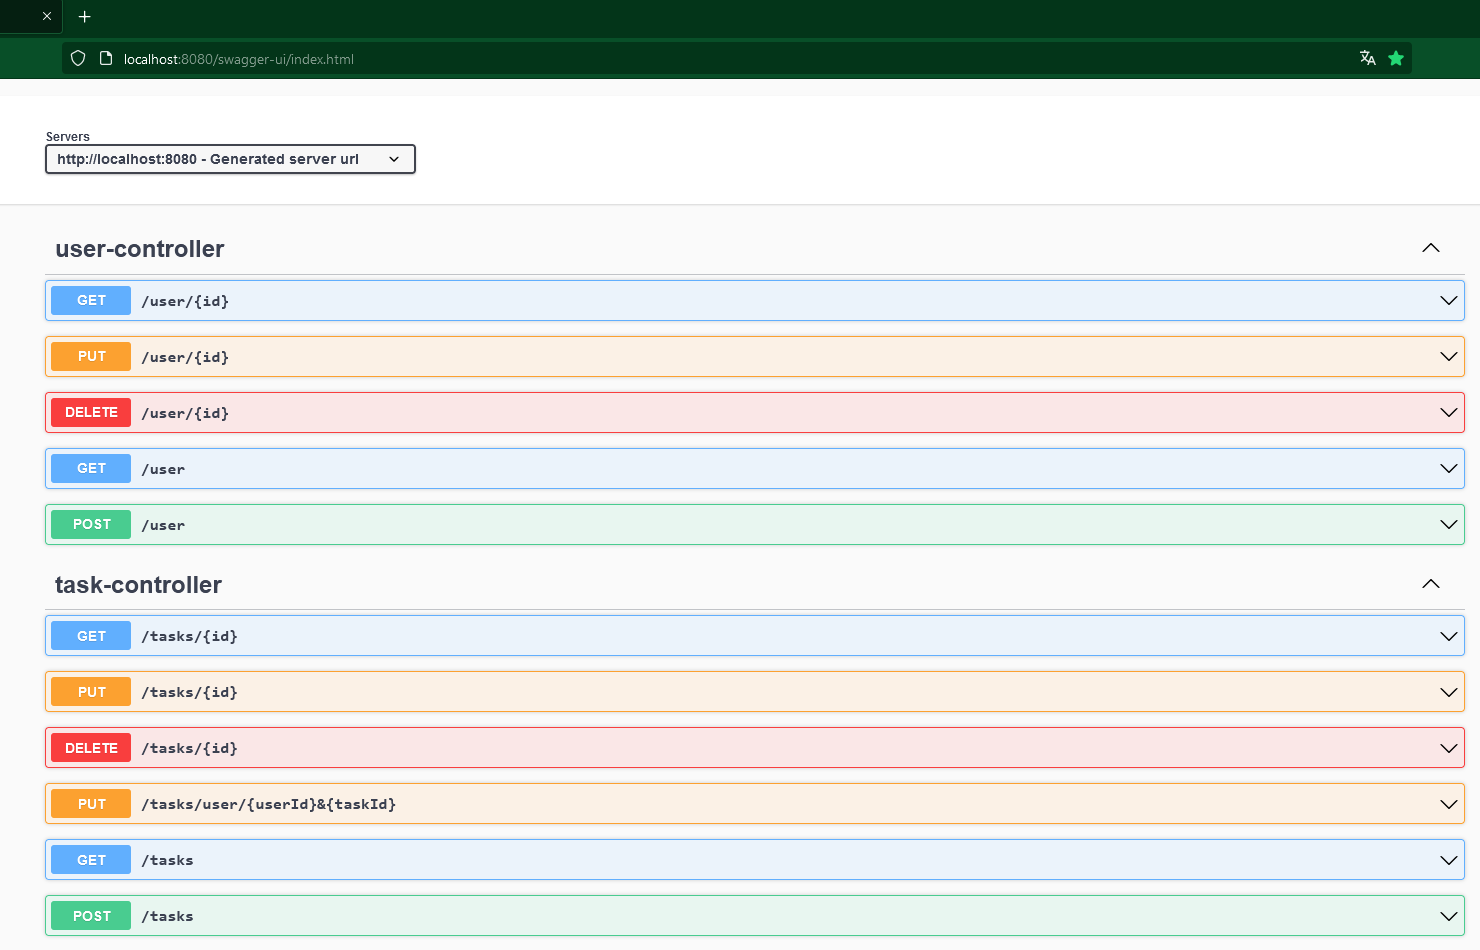 localhost:8080/swagger-ui/index.html
Servers
http://localhost:8080 - Generated server url
user-controller
GET /user/{id}
PUT /user/{id}
DELETE /user/{id}
GET /user
POST /user
task-controller
GET /tasks/{id}
PUT /tasks/{id}
DELETE /tasks/{id}
PUT /tasks/user/{userId}&{taskId}
GET /tasks
POST /tasks